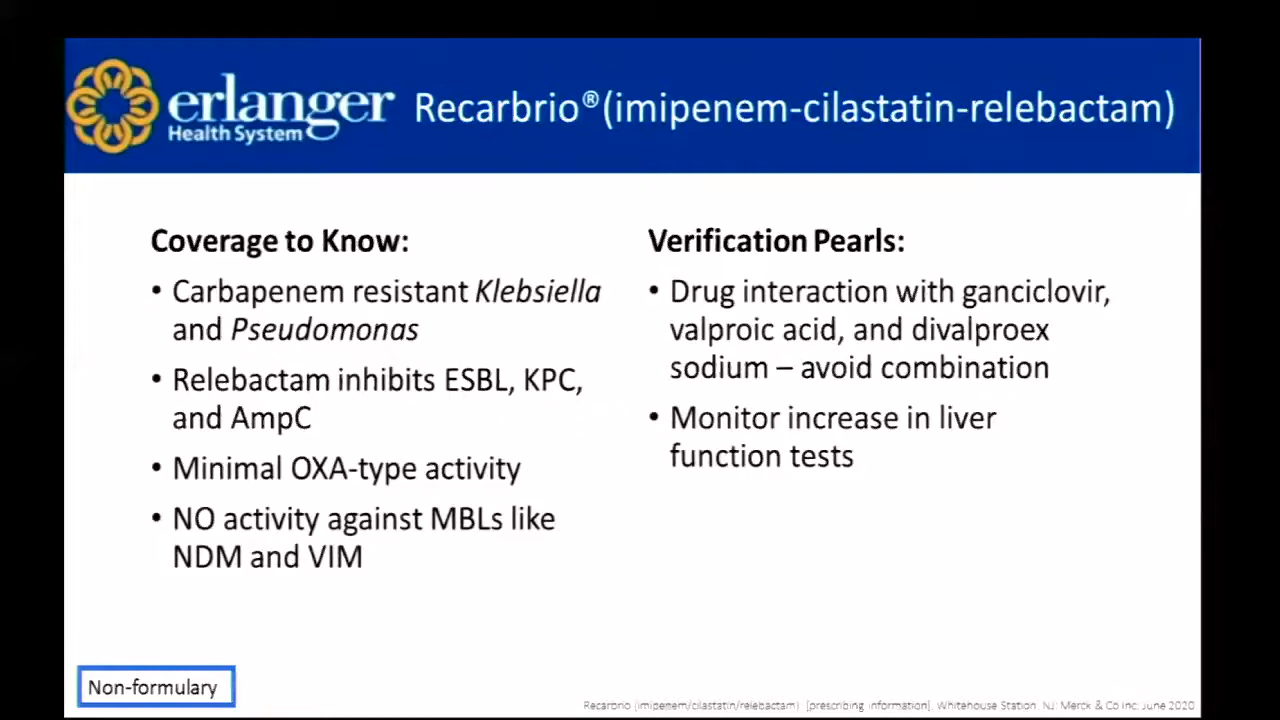 erlanger
Health System
Recarbrio®(imipenem-cilastatin-relebactam)
Coverage to Know:
• Carbapenem resistant Klebsiella
and Pseudomonas
• Relebactam inhibits ESBL, KPC,
and AmpC
• Minimal OXA-type activity
• NO activity against MBLs like
NDM and VIM
Verification Pearls:
• Drug interaction with ganciclovir,
valproic acid, and divalproex
sodium – avoid combination
• Monitor increase in liver
function tests
Non-formulary
Recarbrio (imipenem/cilastatin/relebactam) [prescribing information]. Whitehouse Station, NJ: Merck & Co Inc; June 2020